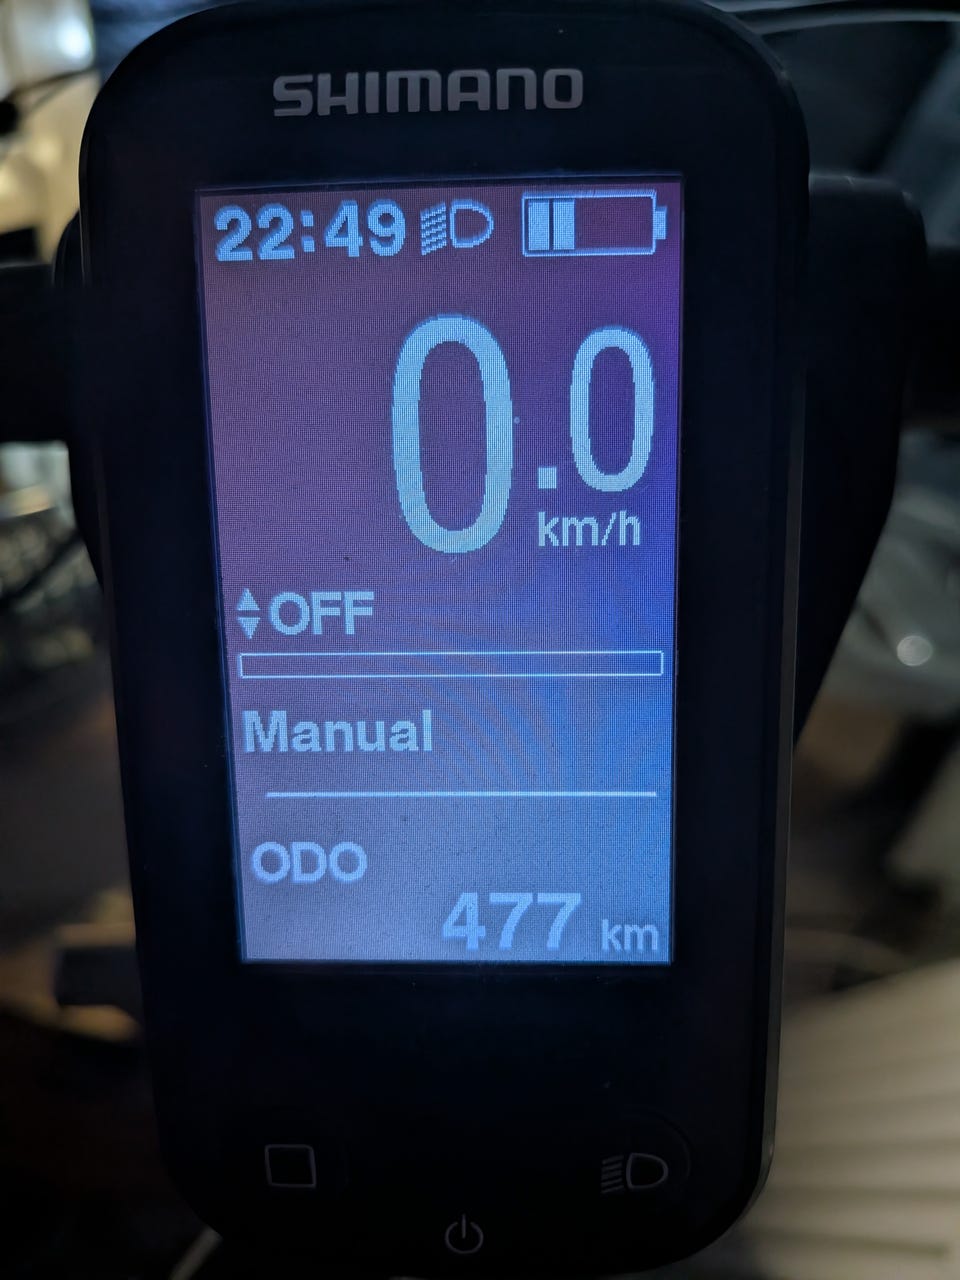 SHIMANO
22:49
0.0
km/h
OFF
Manual
ODO
477 km